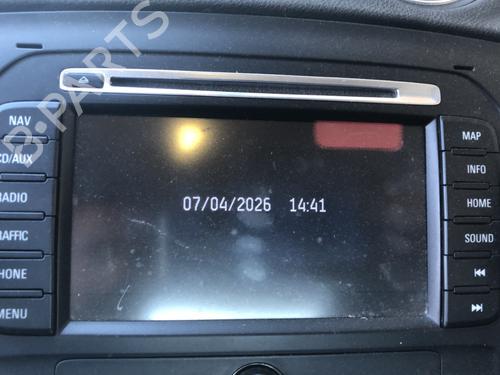 NAV
CD/AUX
RADIO
TRAFFIC
PHONE
MENU
07/04/2026 14:41
MAP
INFO
HOME
SOUND
B-PARTS